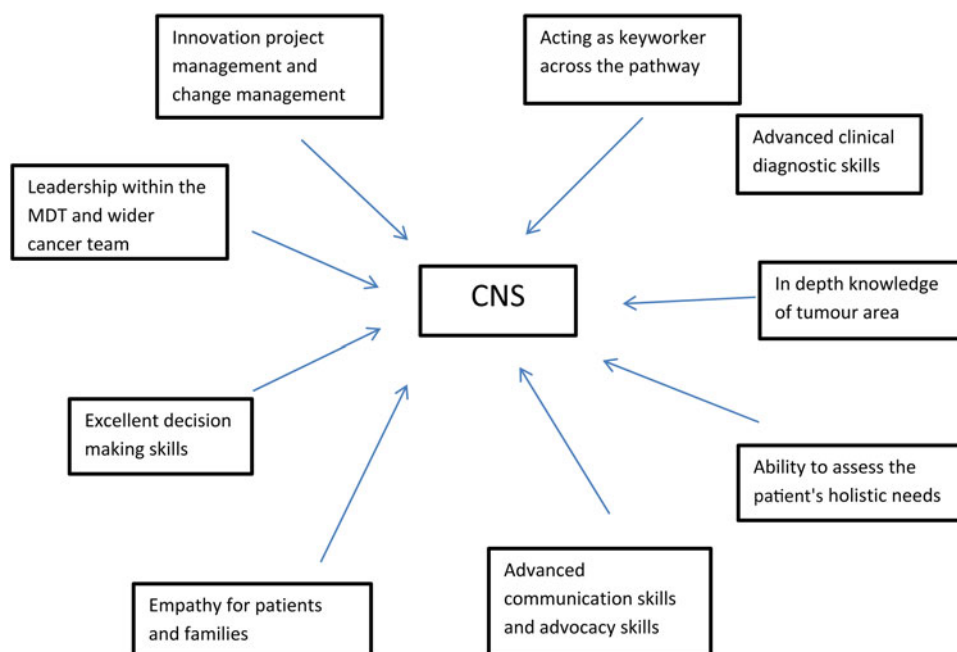 Innovation project
management and
change management
Acting as keyworker
across the pathway
Advanced clinical
diagnostic skills
Leadership within the
MDT and wider
cancer team
CNS
In depth knowledge
of tumour area
Excellent decision
making skills
Ability to assess the
patient's holistic needs
Empathy for patients
and families
Advanced
communication skills
and advocacy skills